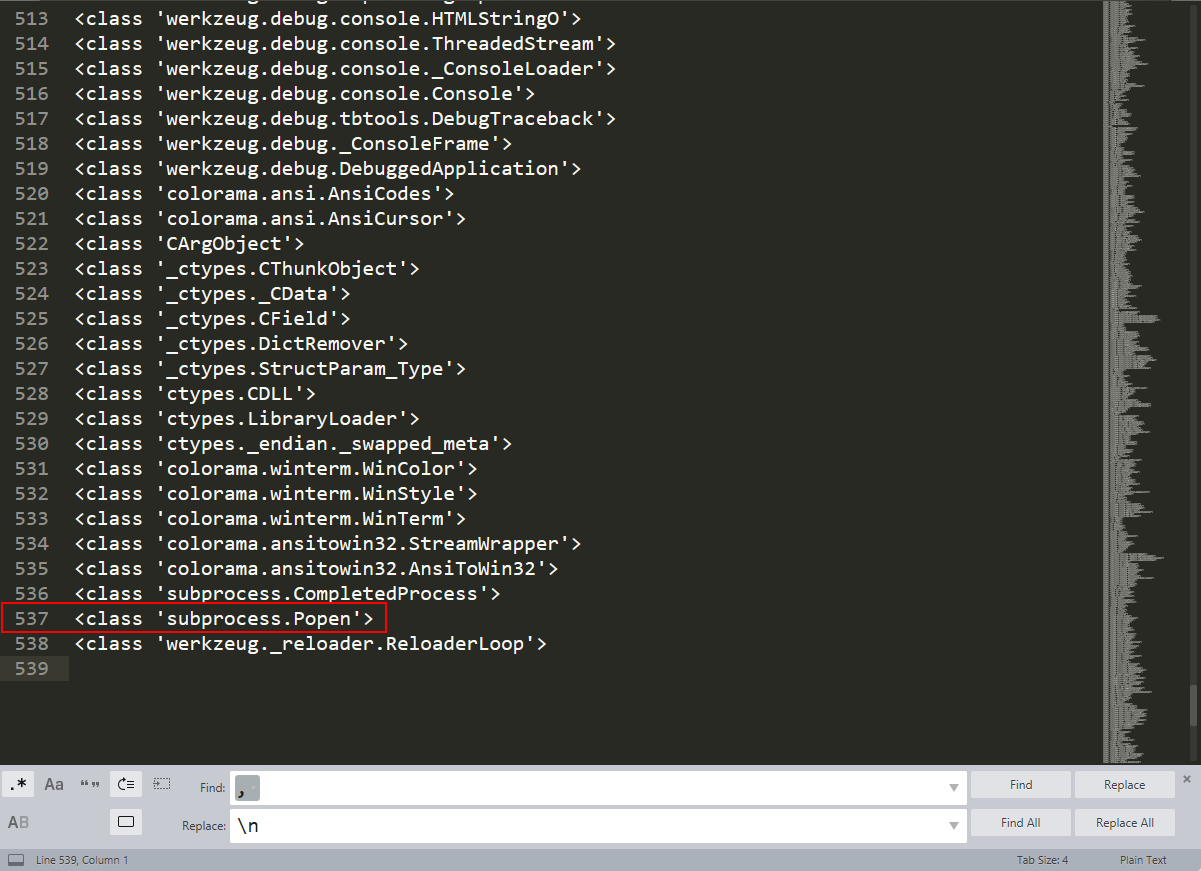 513 <class 'werkzeug.debug.console.HTMLStringO'>
514 <class 'werkzeug.debug.console.ThreadedStream'>
515 <class 'werkzeug.debug.console._ConsoleLoader'>
516 <class 'werkzeug.debug.console.Console'>
517 <class 'werkzeug.debug.tbtools.DebugTraceback'>
518 <class 'werkzeug.debug._ConsoleFrame'>
519 <class 'werkzeug.debug.DebuggedApplication'>
520 <class 'colorama.ansi.AnsiCodes'>
521 <class 'colorama.ansi.AnsiCursor'>
522 <class 'CArgObject'>
523 <class '_ctypes.CThunkObject'>
524 <class '_ctypes._CData'>
525 <class '_ctypes.CField'>
526 <class '_ctypes.DictRemover'>
527 <class '_ctypes.StructParam_Type'>
528 <class 'ctypes.CDLL'>
529 <class 'ctypes.LibraryLoader'>
530 <class 'ctypes._endian._swapped_meta'>
531 <class 'colorama.winterm.WinColor'>
532 <class 'colorama.winterm.WinStyle'>
533 <class 'colorama.winterm.WinTerm'>
534 <class 'colorama.ansitowin32.StreamWrapper'>
535 <class 'colorama.ansitowin32.AnsiToWin32'>
536 <class 'subprocess.CompletedProcess'>
537 <class 'subprocess.Popen'>
538 <class 'werkzeug._reloader.ReloaderLoop'>
539
.* Aa “” Find: , Find Replace ×
AB Replace: \n Find All Replace All
Line 539, Column 1 Tab Size: 4 Plain Text